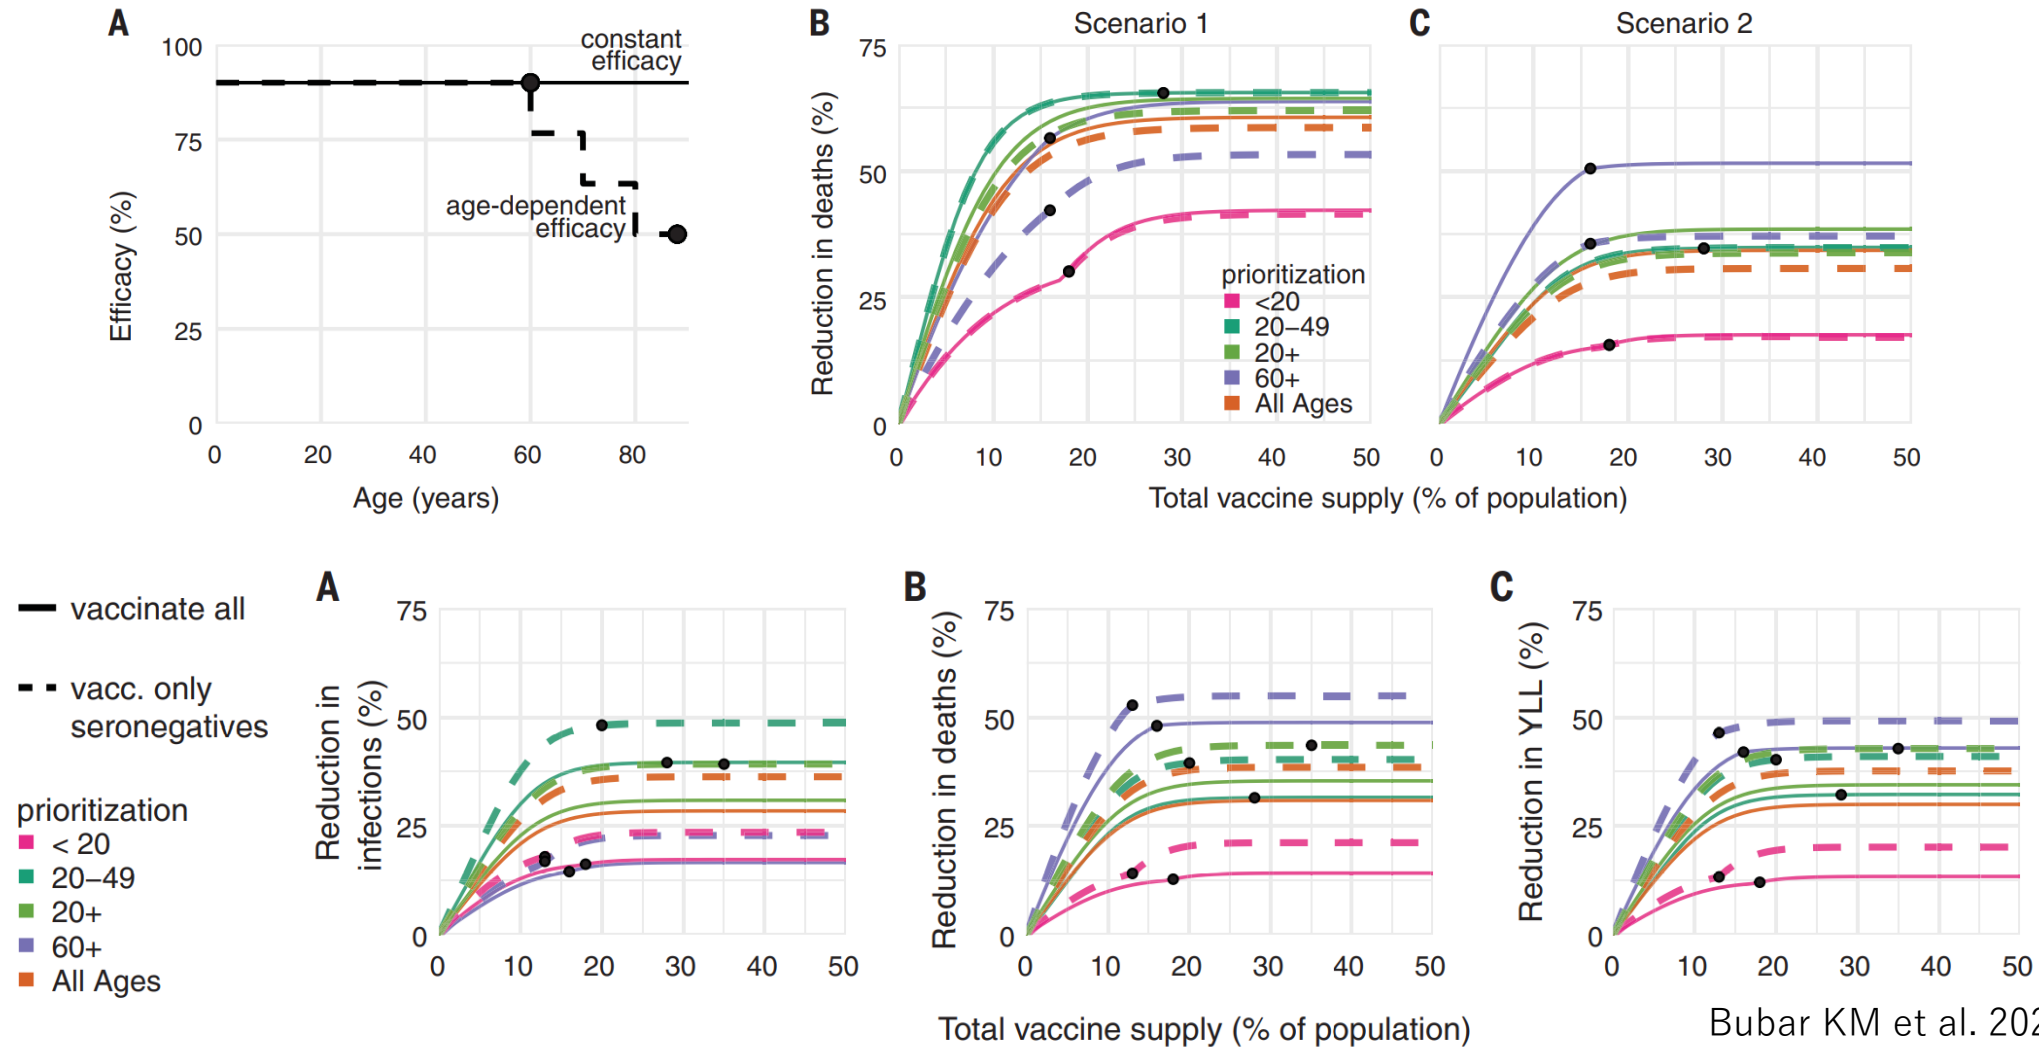 A
100
75
50
25
0
Efficacy (%)
constant
efficacy
age-dependent
efficacy
0 20 40 60 80
Age (years)
B
Scenario 1
75
50
25
0
Reduction in deaths (%)
prioritization
<20
20–49
20+
60+
All Ages
0 10 20 30 40 50
C
Scenario 2
0 10 20 30 40 50
Total vaccine supply (% of population)
vaccinate all
vacc. only
seronegatives
prioritization
< 20
20–49
20+
60+
All Ages
A
75
50
25
0
Reduction in
infections (%)
0 10 20 30 40 50
B
75
50
25
0
Reduction in deaths (%)
0 10 20 30 40 50
C
75
50
25
0
Reduction in YLL (%)
0 10 20 30 40 50
Total vaccine supply (% of population)
Bubar KM et al. 202